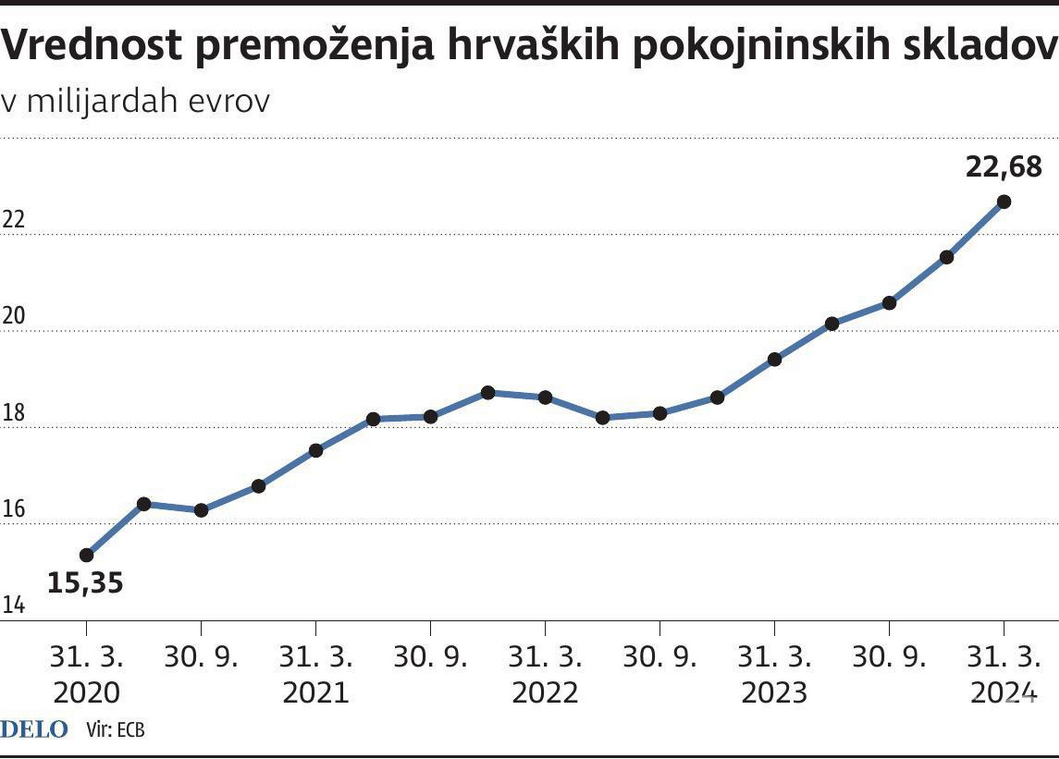 Vrednost premoženja hrvaških pokojninskih skladov
v milijardah evrov
22,68
22
20
18
16
15,35
14
31. 3. 30. 9. 31. 3. 30. 9. 31. 3. 30. 9. 31. 3. 30. 9. 31. 3.
2020 2021 2022 2023 2024
DELO Vir: ECB